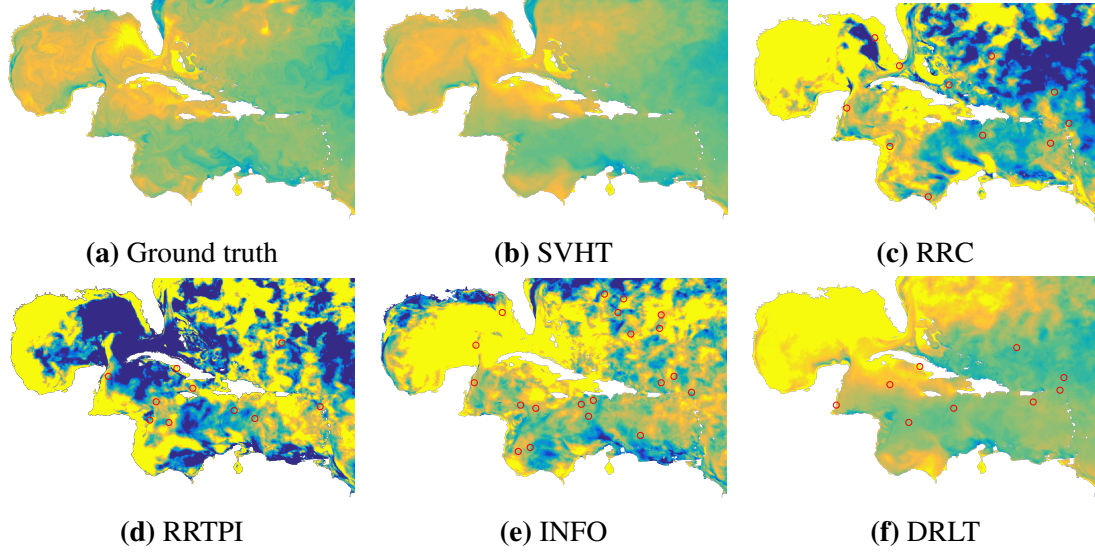 (a) Ground truth
(b) SVHT
(c) RRC
(d) RRTPI
(e) INFO
(f) DRLT